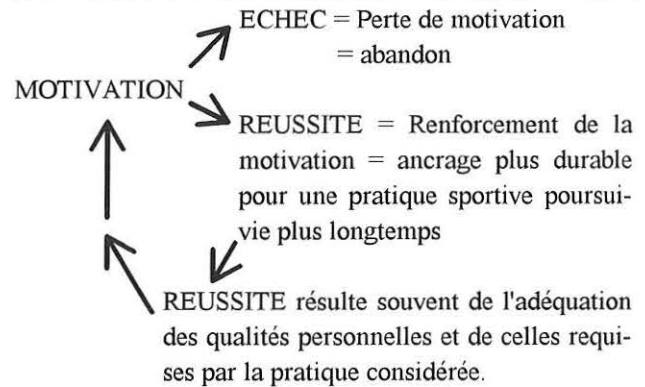 ECHEC = Perte de motivation
= abandon
MOTIVATION
REUSSITE = Renforcement de la
motivation = ancrage plus durable
pour une pratique sportive poursui-
vie plus longtemps
REUSSITE résulte souvent de l'adéquation
des qualités personnelles et de celles requi-
ses par la pratique considérée.